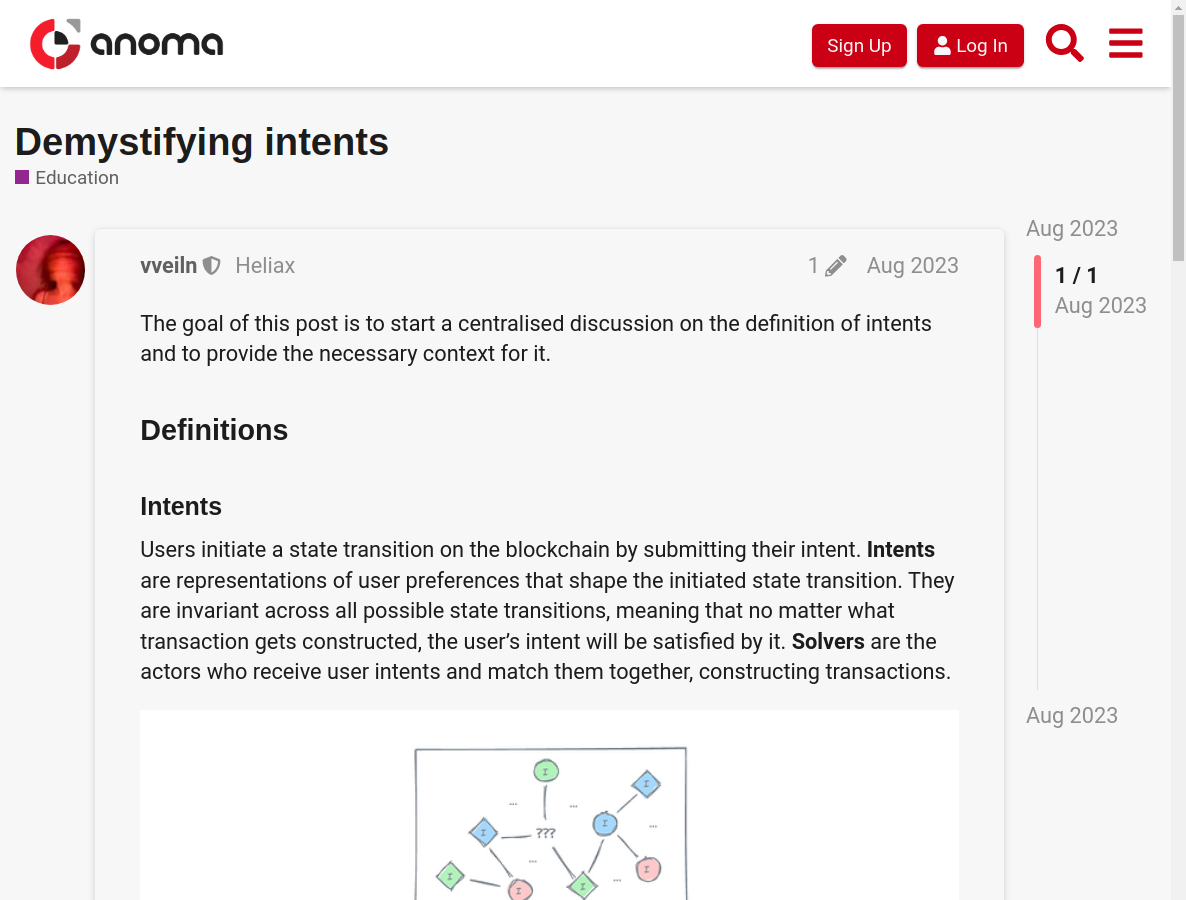 anoma
Sign Up
Log In
Demystifying intents
Education
vveiln Heliax
1
Aug 2023
The goal of this post is to start a centralised discussion on the definition of intents
and to provide the necessary context for it.
Definitions
Intents
Users initiate a state transition on the blockchain by submitting their intent. Intents
are representations of user preferences that shape the initiated state transition. They
are invariant across all possible state transitions, meaning that no matter what
transaction gets constructed, the user’s intent will be satisfied by it. Solvers are the
actors who receive user intents and match them together, constructing transactions.
I
I
...
...
I
???
I
...
...
I
I
I
I
...
Aug 2023
1 / 1
Aug 2023
Aug 2023